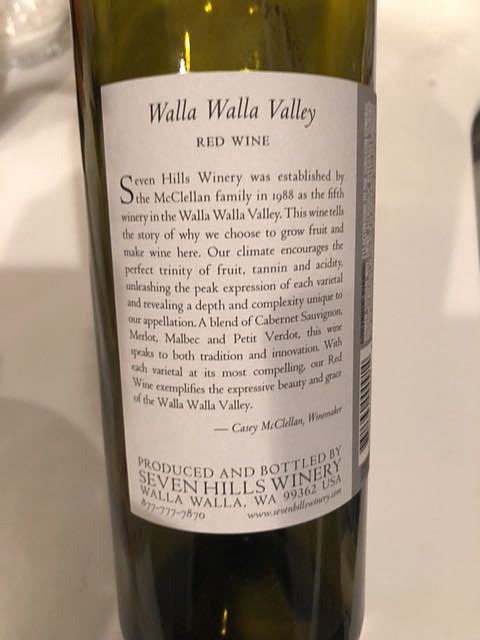 Walla Walla Valley
RED WINE
Seven Hills Winery was established by
the McClellan family in 1988 as the fifth
winery in the Walla Walla Valley. This wine tells
the story of why we choose to grow fruit and
make wine here. Our climate encourages the
perfect trinity of fruit, tannin and acidity,
unleashing the peak expression of each varietal
and revealing a depth and complexity unique to
our appellation. A blend of Cabernet Sauvignon,
Merlot, Malbec and Petit Verdot, this wine
speaks to both tradition and innovation. With
each varietal at its most compelling, our Red
Wine exemplifies the expressive beauty and grace
of the Walla Walla Valley.
— Casey McClellan, Winemaker
PRODUCED AND BOTTLED BY
SEVEN HILLS WINERY
WALLA WALLA, WA 99362 USA
877-777-7870 www.sevenhillswinery.com